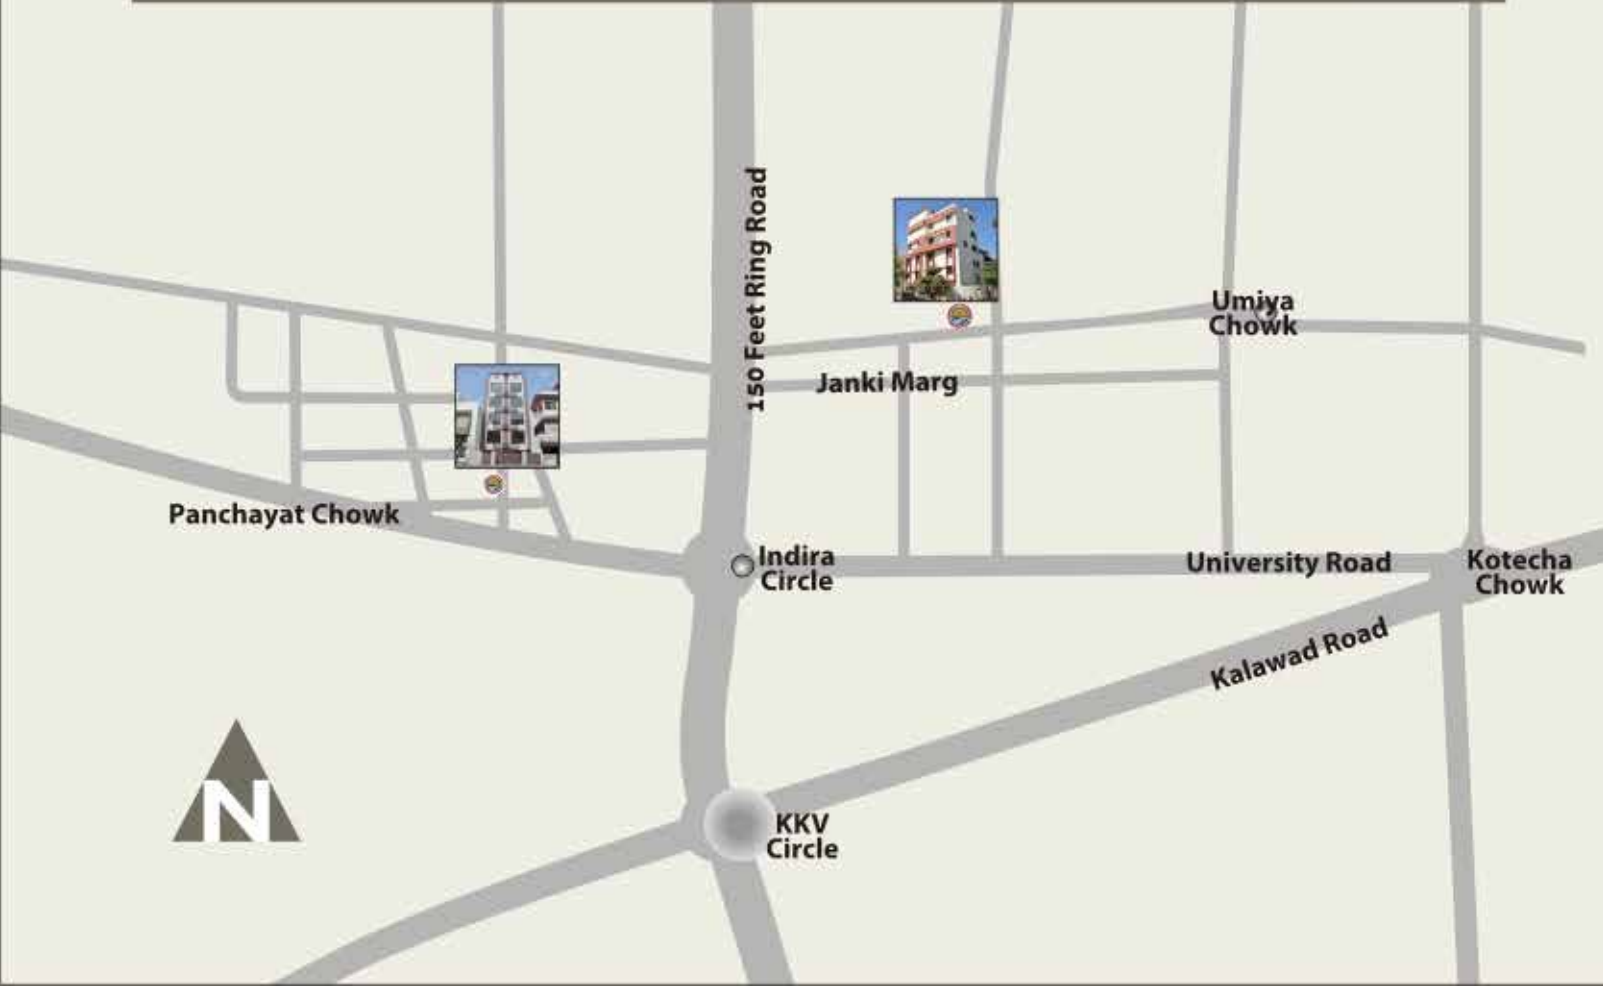 150 Feet Ring Road
Umiya
Chowk
Janki Marg
Panchayat Chowk
Indira
Circle
University Road
Kotecha
Chowk
Kalawad Road
N
KKV
Circle